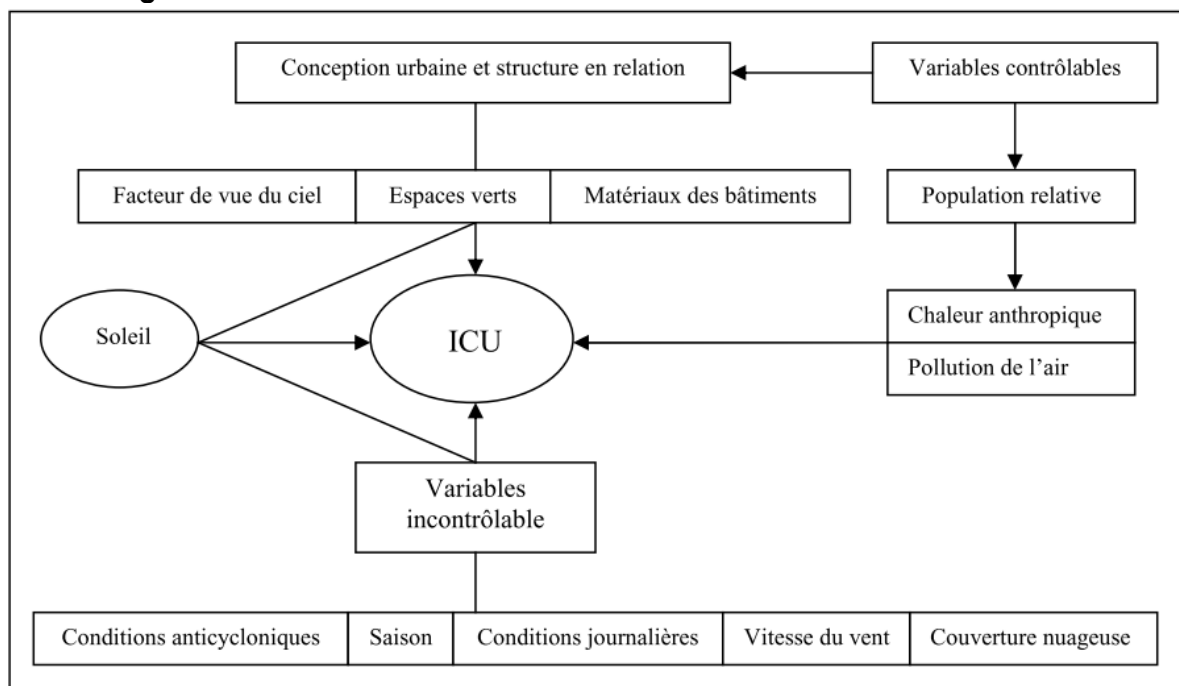 Conception urbaine et structure en relation
Variables contrôlables
Facteur de vue du ciel
Espaces verts
Matériaux des bâtiments
Population relative
Soleil
ICU
Chaleur anthropique
Pollution de l'air
Variables
incontrôlable
Conditions anticycloniques
Saison
Conditions journalières
Vitesse du vent
Couverture nuageuse